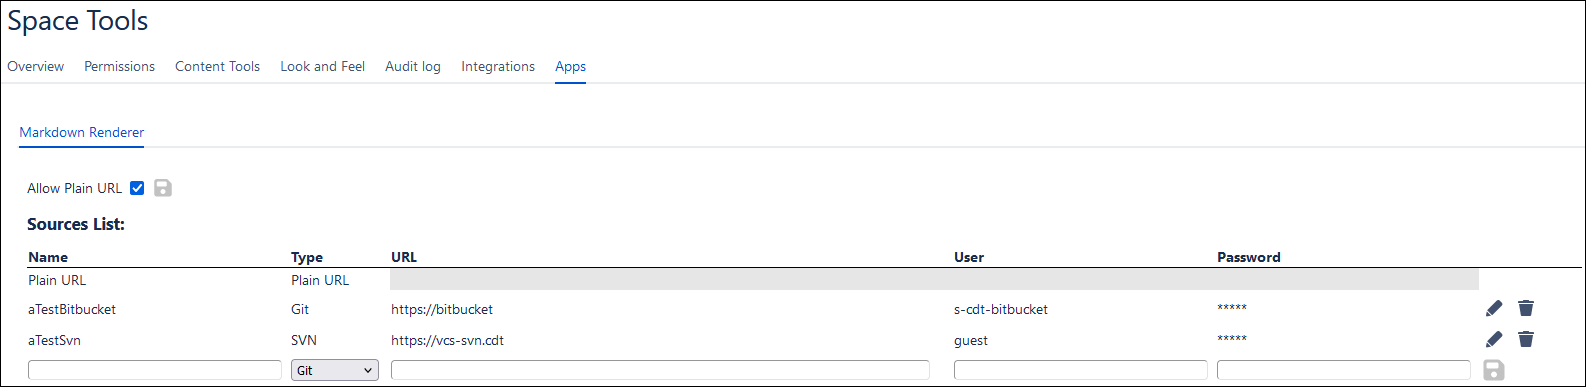 Space Tools
Overview Permissions Content Tools Look and Feel Audit log Integrations Apps
Markdown Renderer
Allow Plain URL
Sources List:
Name Type URL User Password
Plain URL Plain URL
aTestBitbucket Git https://bitbucket s-cdt-bitbucket *****
aTestSvn SVN https://vcs-svn.cdt guest *****
Git